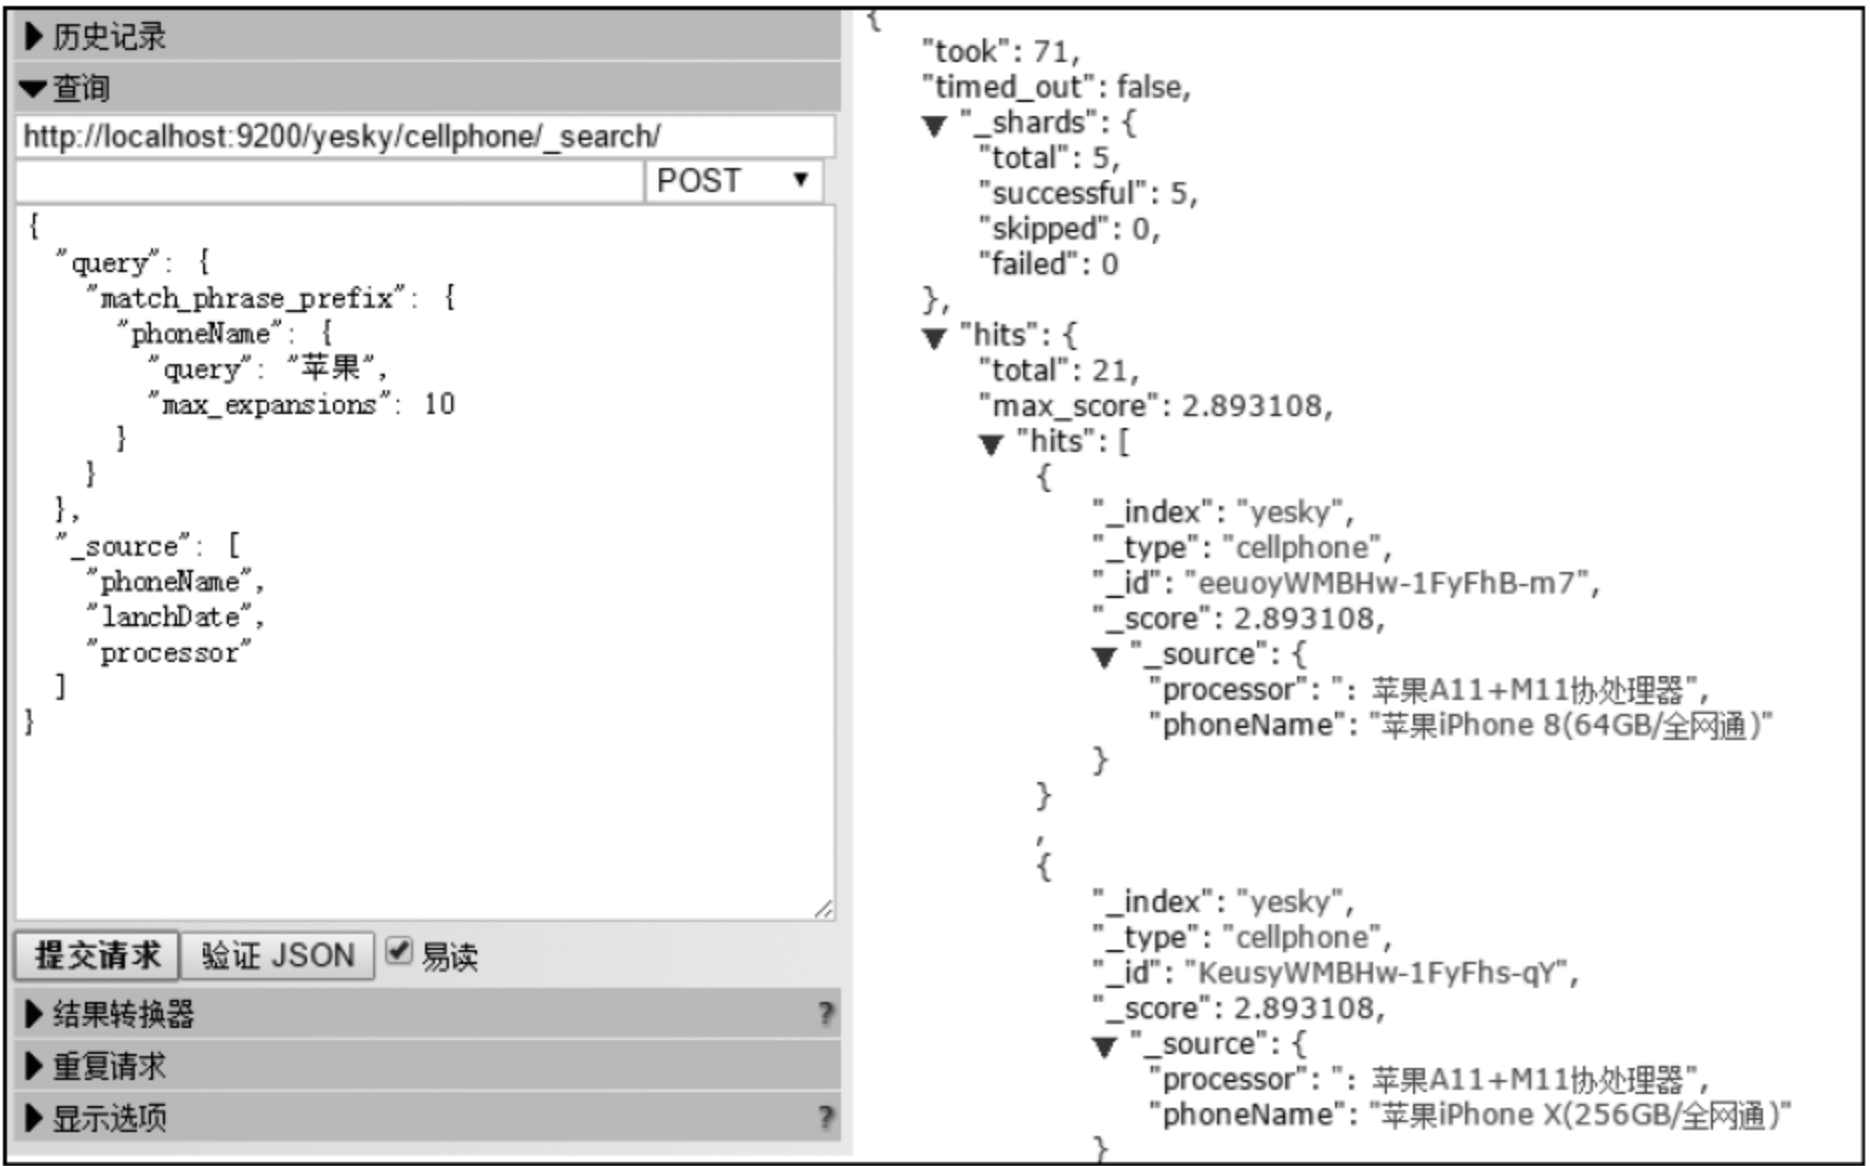 历史记录
查询
http://localhost:9200/yesky/cellphone/_search/
POST
{
"query": {
"match_phrase_prefix": {
"phoneName": {
"query": "苹果",
"max_expansions": 10
}
}
},
"_source": [
"phoneName",
"lanchDate",
"processor"
]
}
提交请求 验证 JSON 易读
结果转换器 ?
重复请求
显示选项 ?
{
"took": 71,
"timed_out": false,
"_shards": {
"total": 5,
"successful": 5,
"skipped": 0,
"failed": 0
},
"hits": {
"total": 21,
"max_score": 2.893108,
"hits": [
{
"_index": "yesky",
"_type": "cellphone",
"_id": "eeuoyWMBHw-1FyFhB-m7",
"_score": 2.893108,
"_source": {
"processor": ": 苹果A11+M11协处理器",
"phoneName": "苹果iPhone 8(64GB/全网通)"
}
}
,
{
"_index": "yesky",
"_type": "cellphone",
"_id": "KeusyWMBHw-1FyFhs-qY",
"_score": 2.893108,
"_source": {
"processor": ": 苹果A11+M11协处理器",
"phoneName": "苹果iPhone X(256GB/全网通)"
}